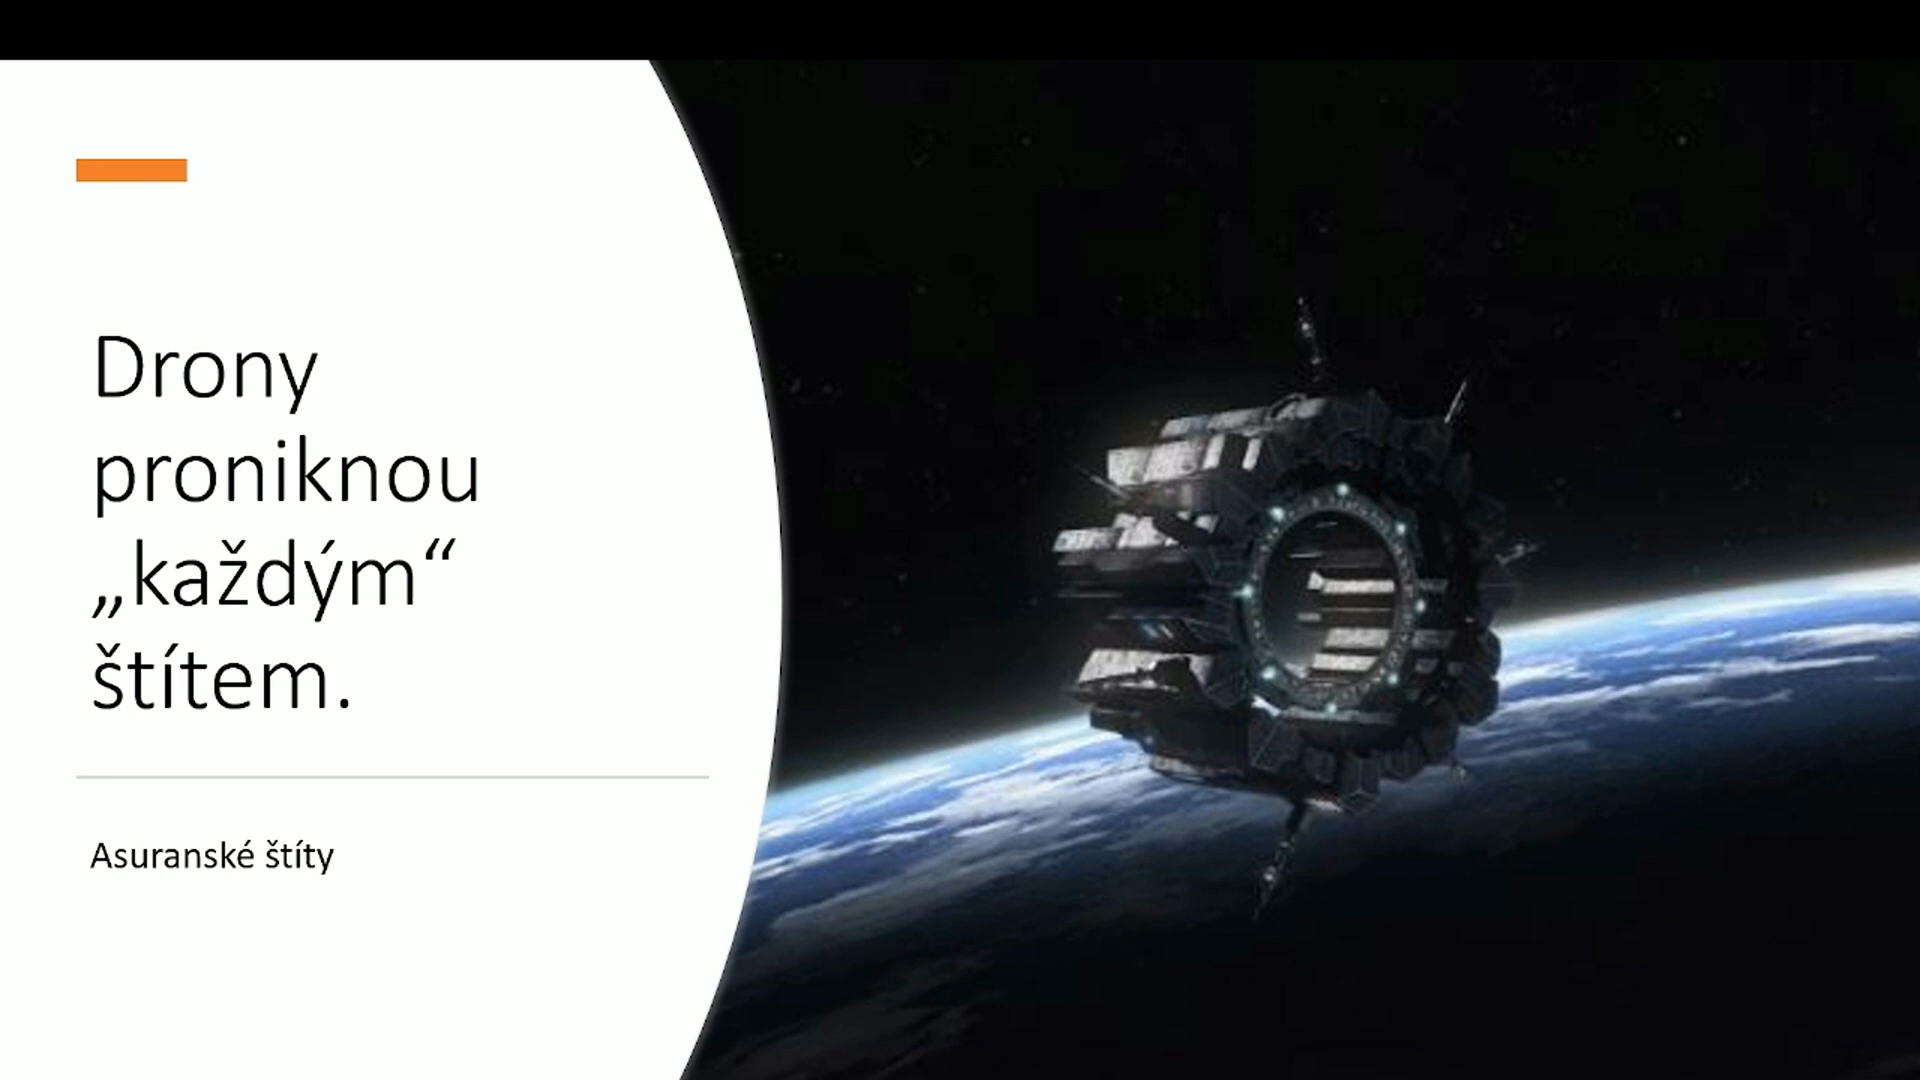 Drony
proniknou
„každým“
štítem.
Asuranské štíty